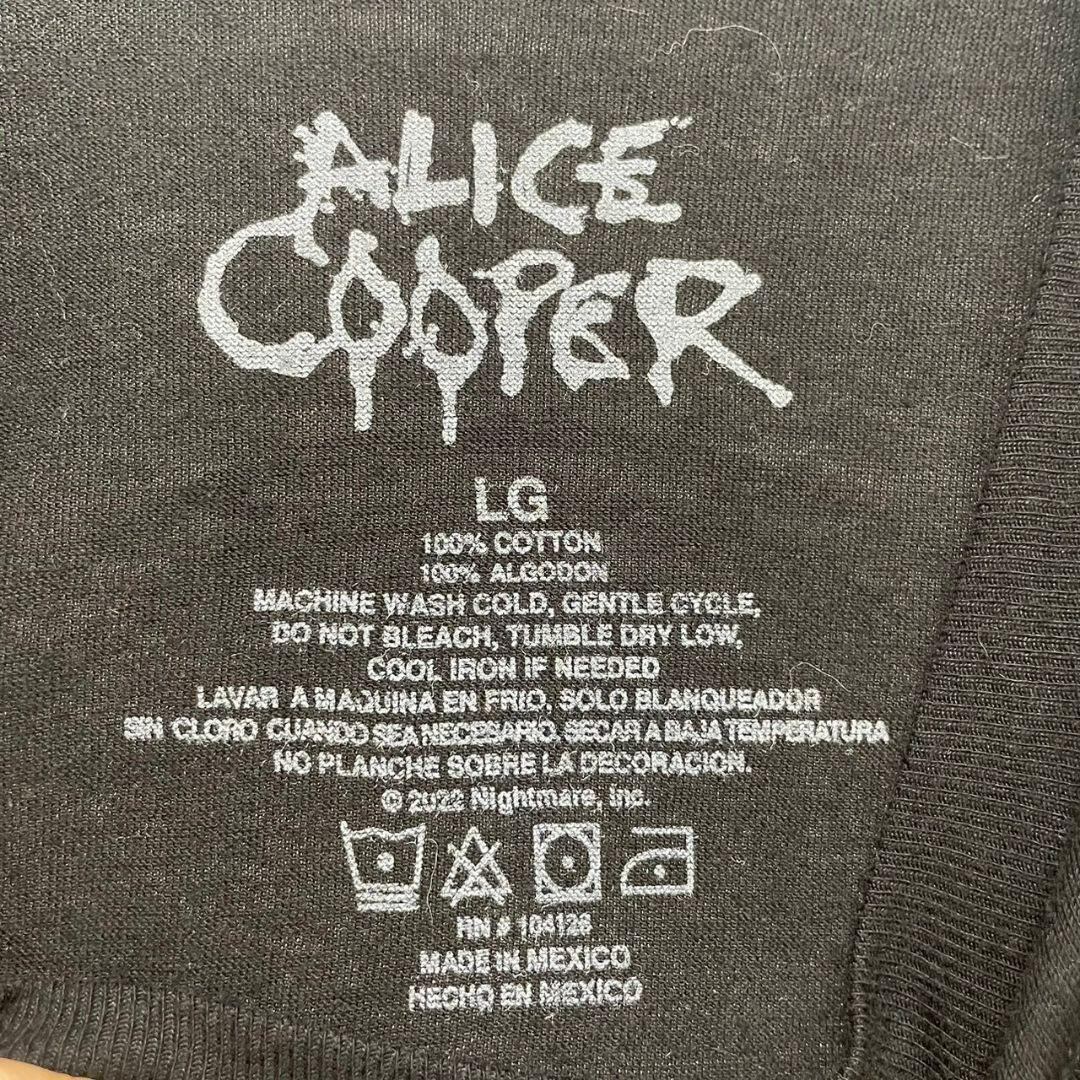 ALICE
COOPER
LG
100% COTTON
100% ALGODON
MACHINE WASH COLD, GENTLE CYCLE,
DO NOT BLEACH, TUMBLE DRY LOW,
COOL IRON IF NEEDED
LAVAR A MAQUINA EN FRIO, SOLO BLANQUEADOR
SIN CLORO CUANDO SEA NECESARIO, SECAR A BAJA TEMPERATURA
NO PLANCHE SOBRE LA DECORACION.
© 2022 Nightmare, Inc.
RN # 104126
MADE IN MEXICO
HECHO EN MEXICO